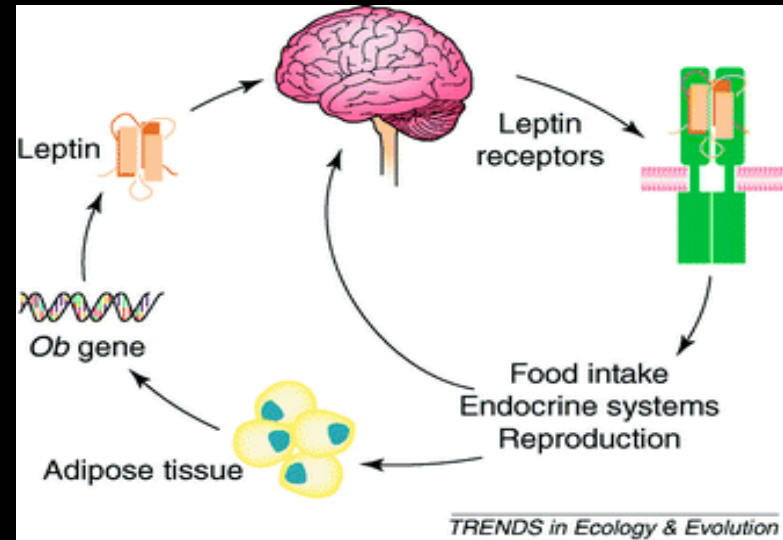 Leptin
Leptin
receptors
Ob gene
Food intake
Endocrine systems
Reproduction
Adipose tissue
TRENDS in Ecology & Evolution